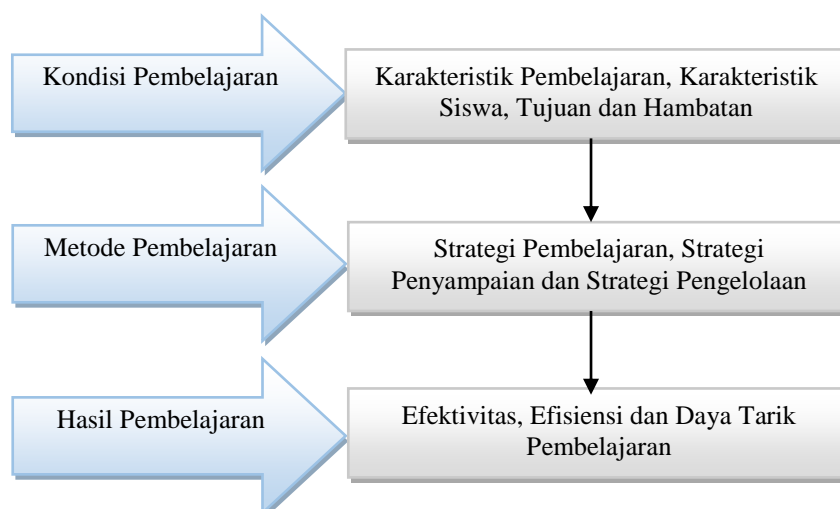 Kondisi Pembelajaran
Karakteristik Pembelajaran, Karakteristik
Siswa, Tujuan dan Hambatan
Metode Pembelajaran
Strategi Pembelajaran, Strategi
Penyampaian dan Strategi Pengelolaan
Hasil Pembelajaran
Efektivitas, Efisiensi dan Daya Tarik
Pembelajaran